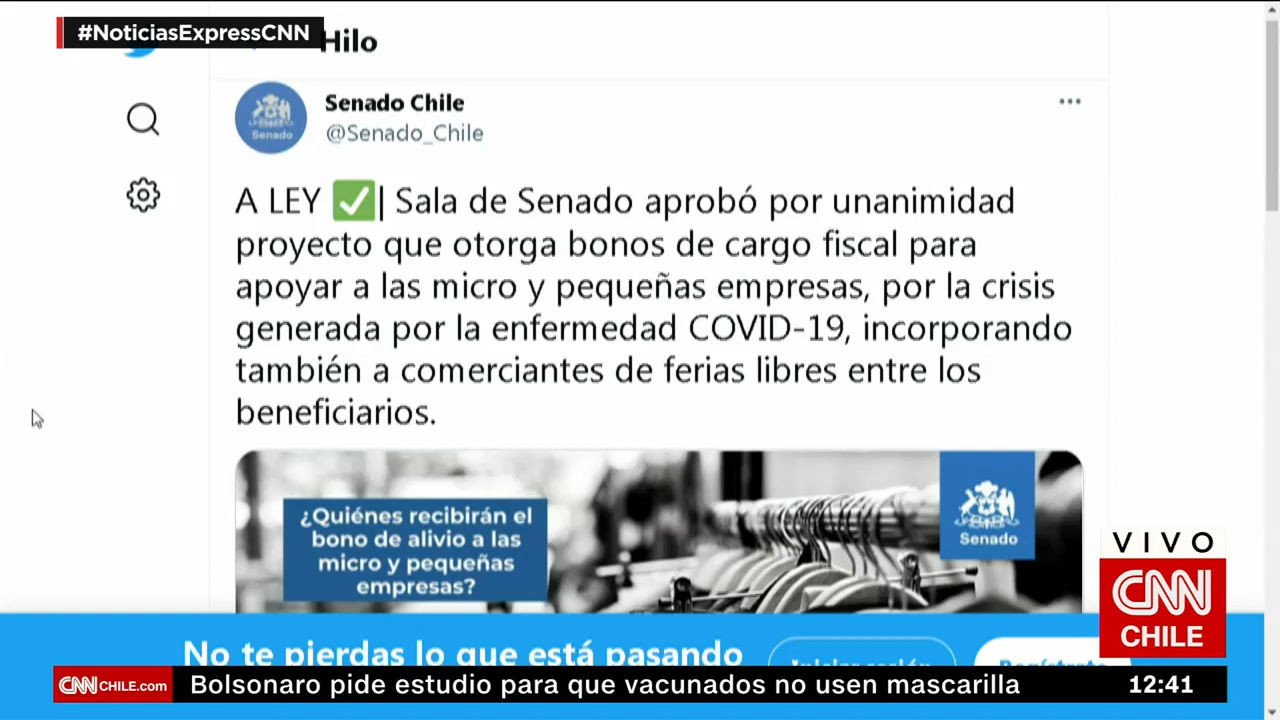 #NoticiasExpressCNN
Hilo
Senado Chile
@Senado_Chile
Senado
A LEY ✅| Sala de Senado aprobó por unanimidad
proyecto que otorga bonos de cargo fiscal para
apoyar a las micro y pequeñas empresas, por la crisis
generada por la enfermedad COVID-19, incorporando
también a comerciantes de ferias libres entre los
beneficiarios.
¿Quiénes recibirán el
bono de alivio a las
micro y pequeñas
empresas?
Senado
VIVO
CNN
CHILE
No te pierdas lo que está pasando
Iniciar sesión
Regístrate
CNNCHILE.com
Bolsonaro pide estudio para que vacunados no usen mascarilla
12:41